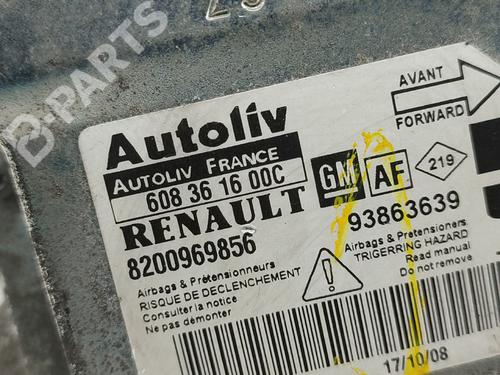 23
B-PARTS
AVANT
FORWARD
Autoliv
AUTOLIV FRANCE
608 36 16 00C
GM AF 219
RENAULT
93863639
8200969856
Airbags & Pretensioners
TRIGERRING HAZARD
Read manual
Do not remove
Airbags & Prétensionneurs
RISQUE DE DECLENCHEMENT
Consulter la notice
Ne pas démonter
17/10/08